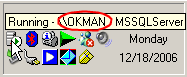 Running - \\OKMAN - MSSQLServer
Monday
12/18/2006